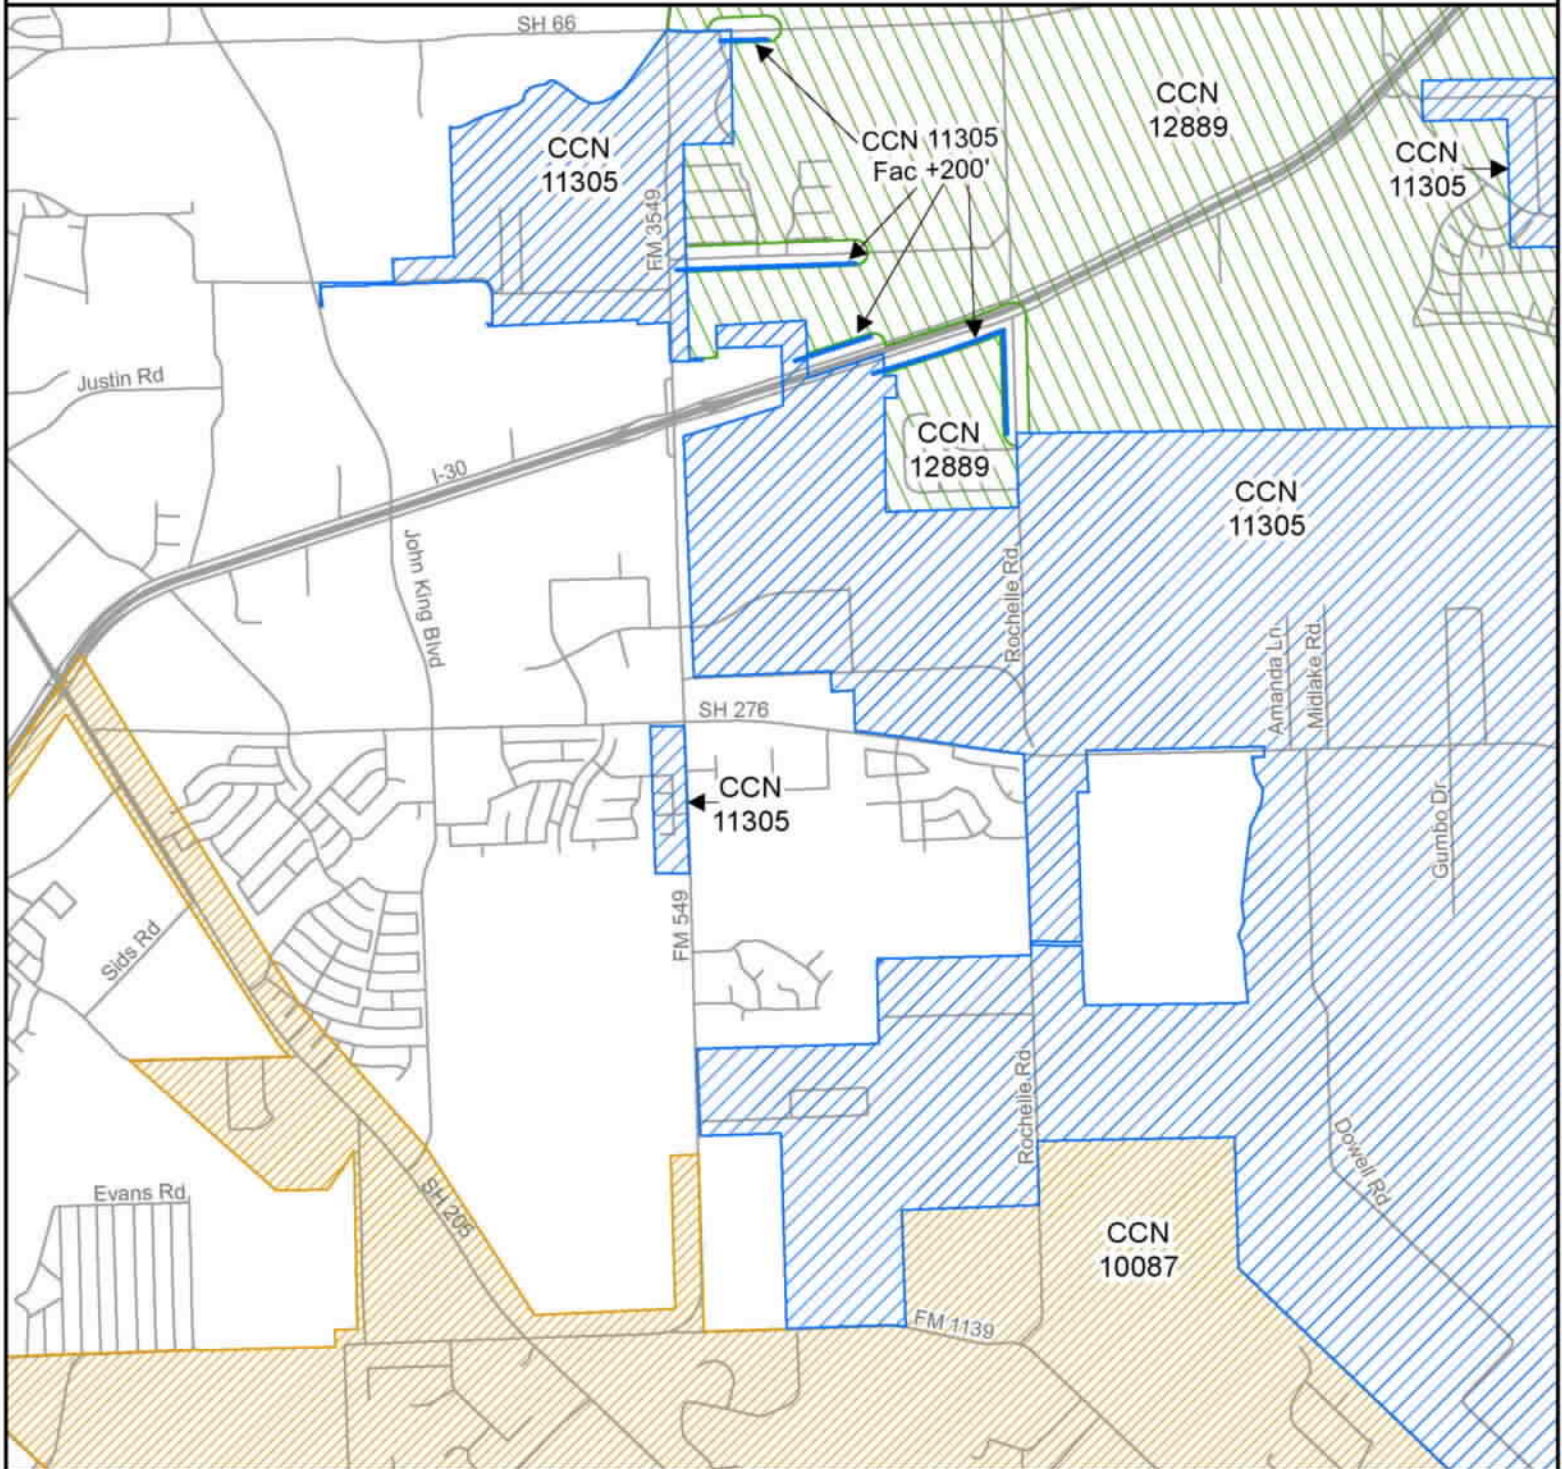 SH 66
CCN
12889
CCN
11305
CCN 11305
Fac +200'
CCN
11305
FM 3549
Justin Rd
I-30
CCN
12889
CCN
11305
John King Blvd
Rochelle Rd.
Amanda Ln.
Midlake Rd.
SH 276
CCN
11305
Gumbo Dr
FM 549
Sids Rd
Rochelle Rd
Dowell Rd
Evans Rd
SH 205
CCN
10087
FM 1139